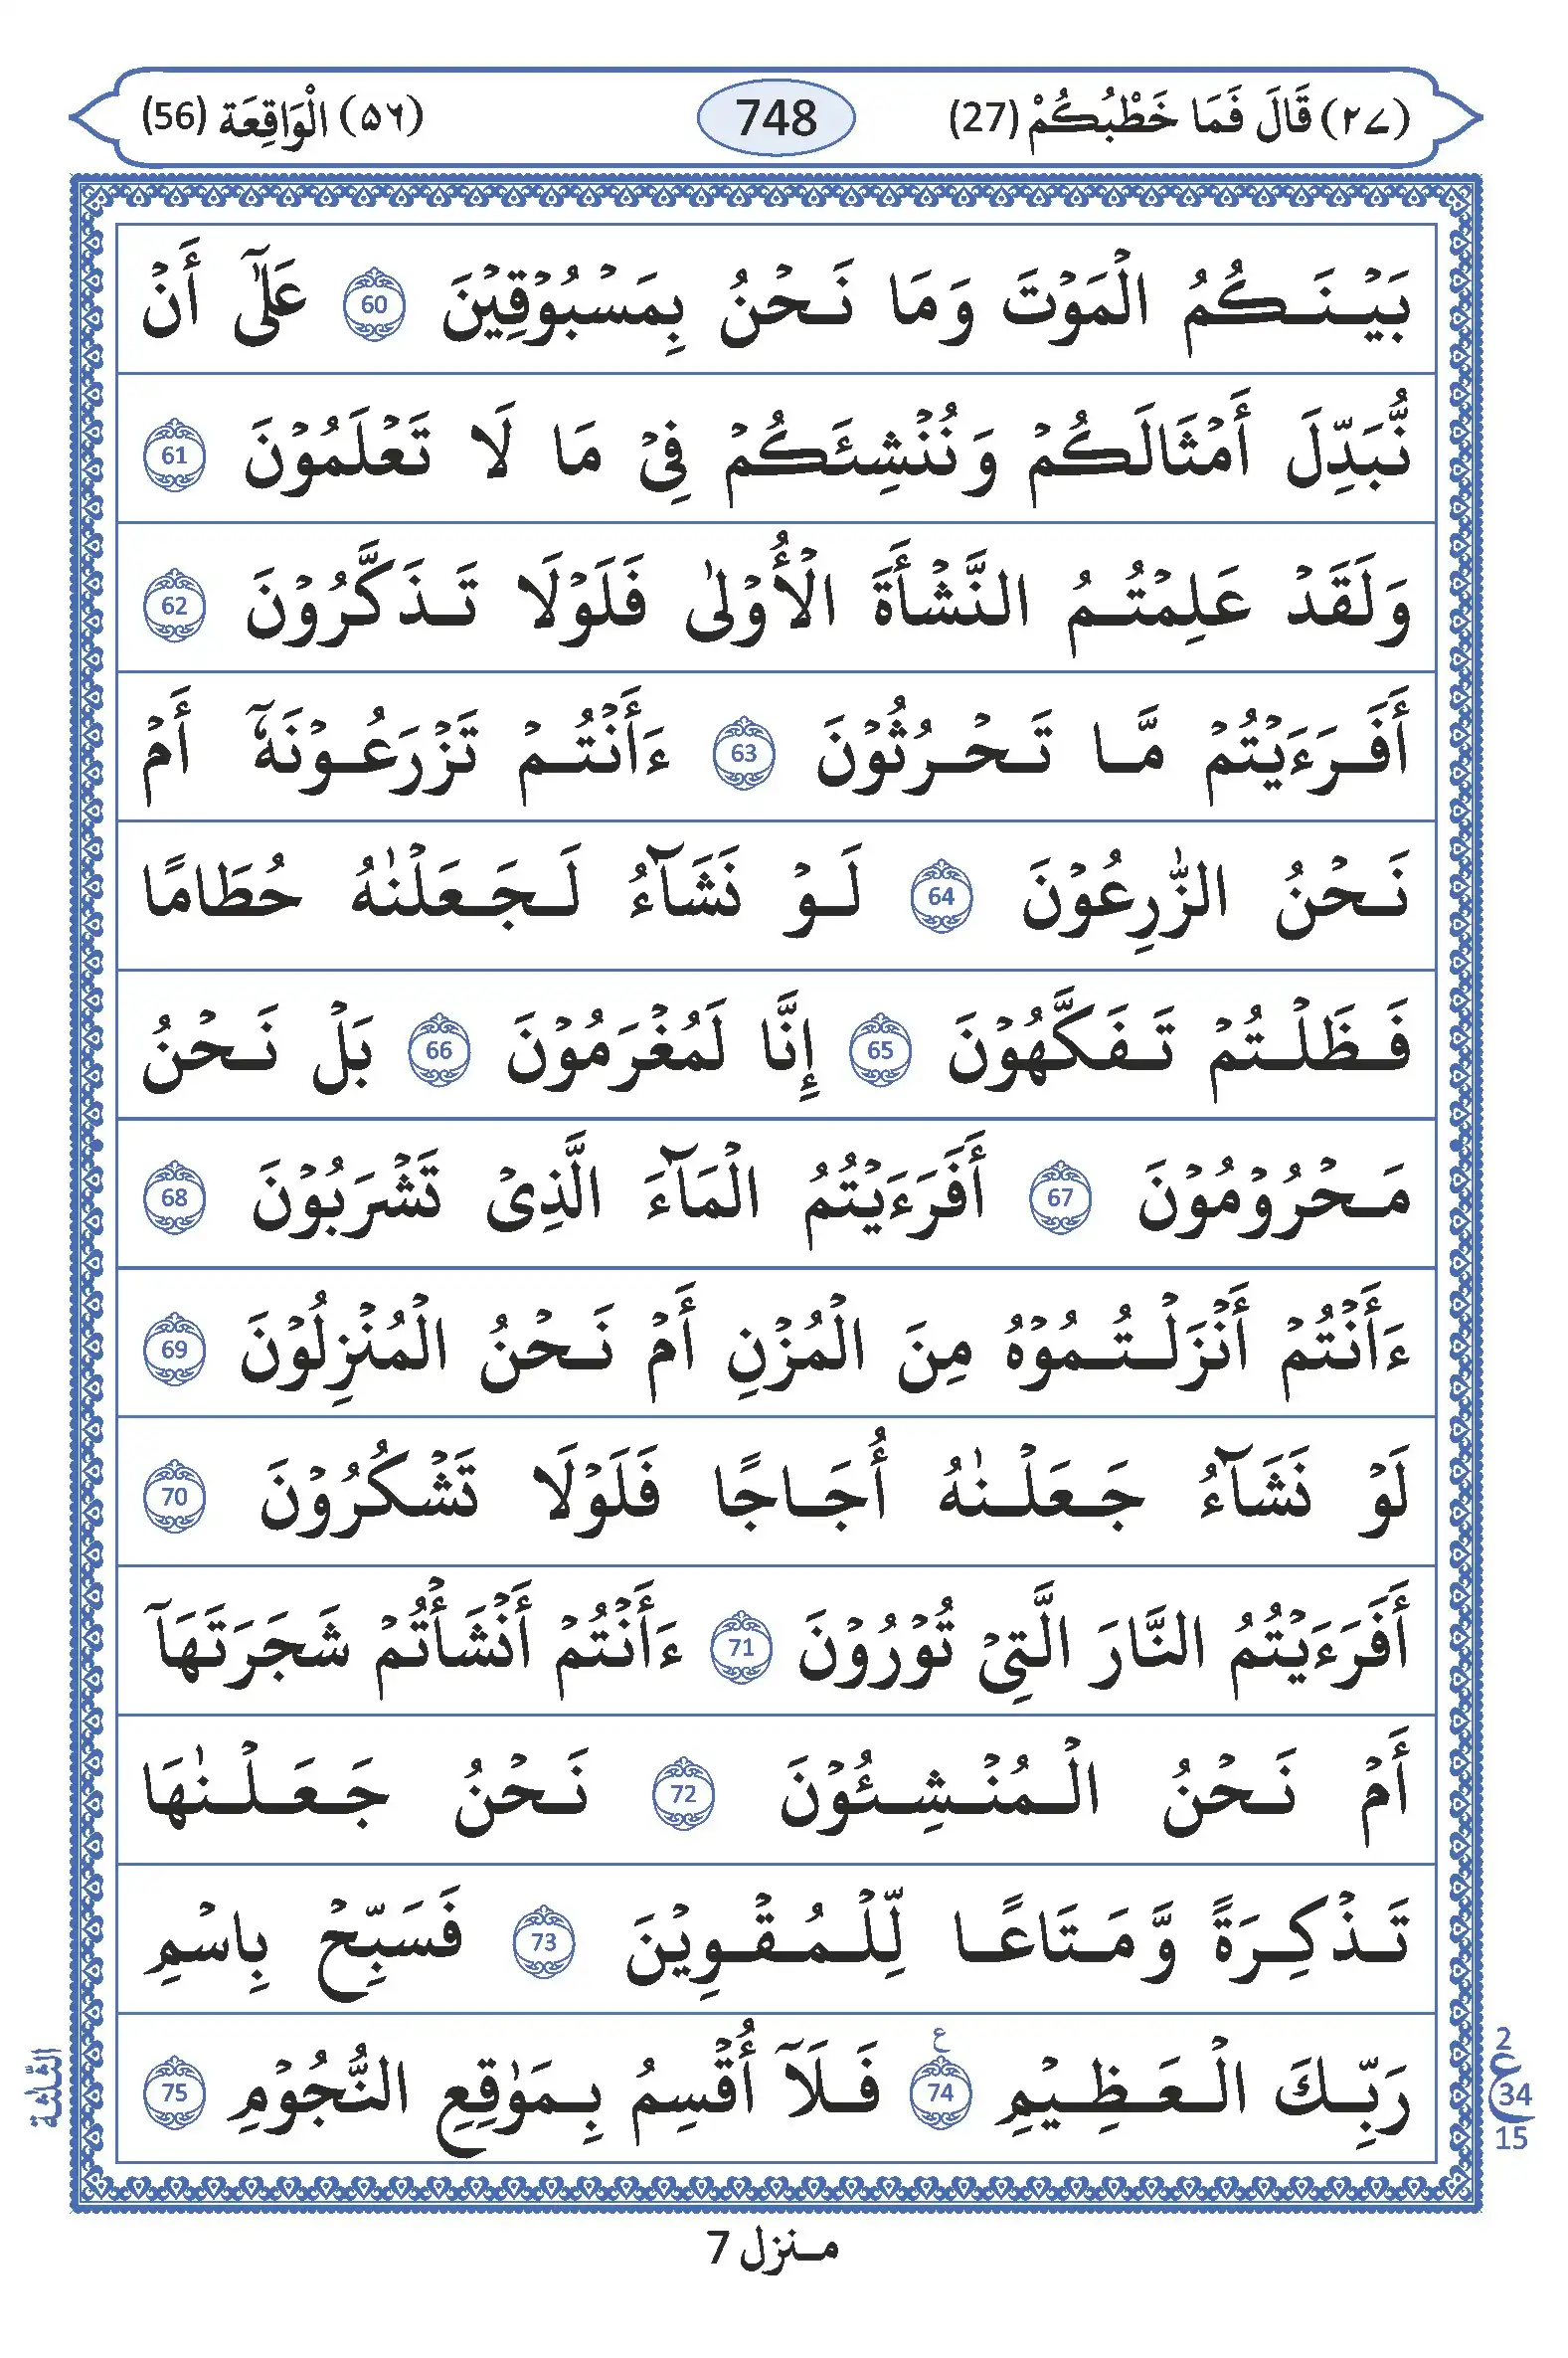 (٢٧) قَالَ فَمَا خَطْبُكُمْ (27) 748 (٥٦) الْوَاقِعَة (56)
بَيْنَكُمُ الْمَوْتَ وَمَا نَحْنُ بِمَسْبُوْقِيْنَ 60 عَلٰٓى أَنْ
نُّبَدِّلَ أَمْثَالَكُمْ وَنُنْشِئَكُمْ فِىْ مَا لَا تَعْلَمُوْنَ 61
وَلَقَدْ عَلِمْتُمُ النَّشْأَةَ الْأُوْلٰى فَلَوْلَا تَذَكَّرُوْنَ 62
أَفَرَءَيْتُمْ مَّا تَحْرُثُوْنَ 63 ءَأَنْتُمْ تَزْرَعُوْنَهٗٓ أَمْ
نَحْنُ الزّٰرِعُوْنَ 64 لَوْ نَشَآءُ لَجَعَلْنٰهُ حُطَامًا
فَظَلْتُمْ تَفَكَّهُوْنَ 65 إِنَّا لَمُغْرَمُوْنَ 66 بَلْ نَحْنُ
مَحْرُوْمُوْنَ 67 أَفَرَءَيْتُمُ الْمَآءَ الَّذِىْ تَشْرَبُوْنَ 68
ءَأَنْتُمْ أَنْزَلْتُمُوْهُ مِنَ الْمُزْنِ أَمْ نَحْنُ الْمُنْزِلُوْنَ 69
لَوْ نَشَآءُ جَعَلْنٰهُ أُجَاجًا فَلَوْلَا تَشْكُرُوْنَ 70
أَفَرَءَيْتُمُ النَّارَ الَّتِىْ تُوْرُوْنَ 71 ءَأَنْتُمْ أَنْشَأْتُمْ شَجَرَتَهَآ
أَمْ نَحْنُ الْمُنْشِئُوْنَ 72 نَحْنُ جَعَلْنٰهَا
تَذْكِرَةً وَّمَتَاعًا لِّلْمُقْوِيْنَ 73 فَسَبِّحْ بِاسْمِ
رَبِّكَ الْعَظِيْمِ 74 ع فَلَآ أُقْسِمُ بِمَوٰقِعِ النُّجُوْمِ 75
2
ع 34
15
الثّلٰثة
منزل 7